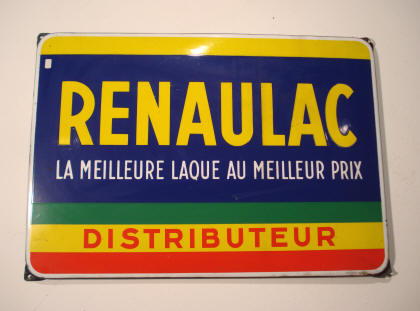 RENAULAC
LA MEILLEURE LAQUE AU MEILLEUR PRIX
DISTRIBUTEUR